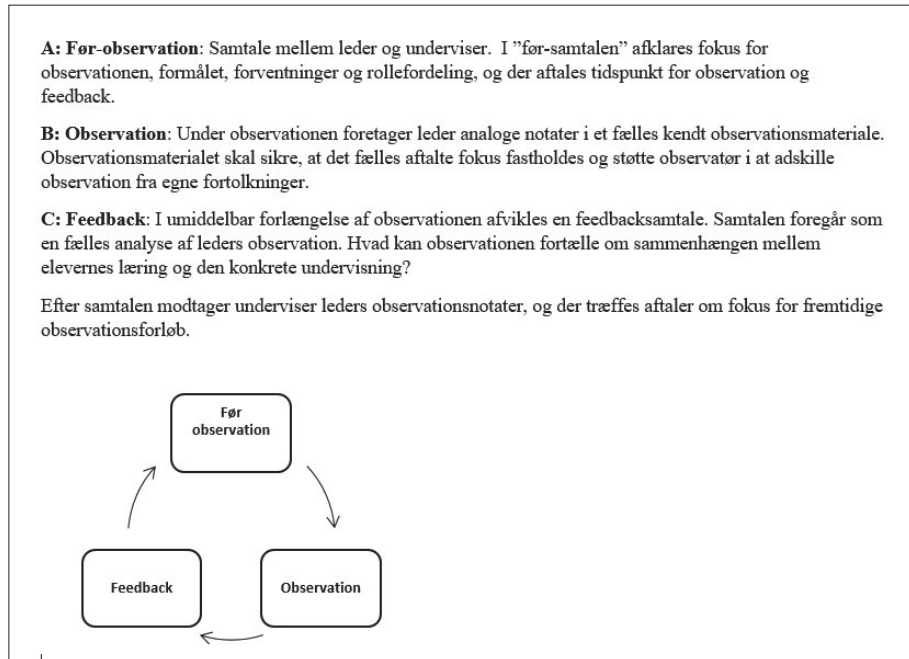 A: Før-observation: Samtale mellem leder og underviser.  I ”før-samtalen” afklares fokus for
observationen, formålet, forventninger og rollefordeling, og der aftales tidspunkt for observation og
feedback.
B: Observation: Under observationen foretager leder analoge notater i et fælles kendt observationsmateriale.
Observationsmaterialet skal sikre, at det fælles aftalte fokus fastholdes og støtte observatør i at adskille
observation fra egne fortolkninger.
C: Feedback: I umiddelbar forlængelse af observationen afvikles en feedbacksamtale. Samtalen foregår som
en fælles analyse af leders observation. Hvad kan observationen fortælle om sammenhængen mellem
elevernes læring og den konkrete undervisning?
Efter samtalen modtager underviser leders observationsnotater, og der træffes aftaler om fokus for fremtidige
observationsforløb.
Før
observation
Feedback
Observation